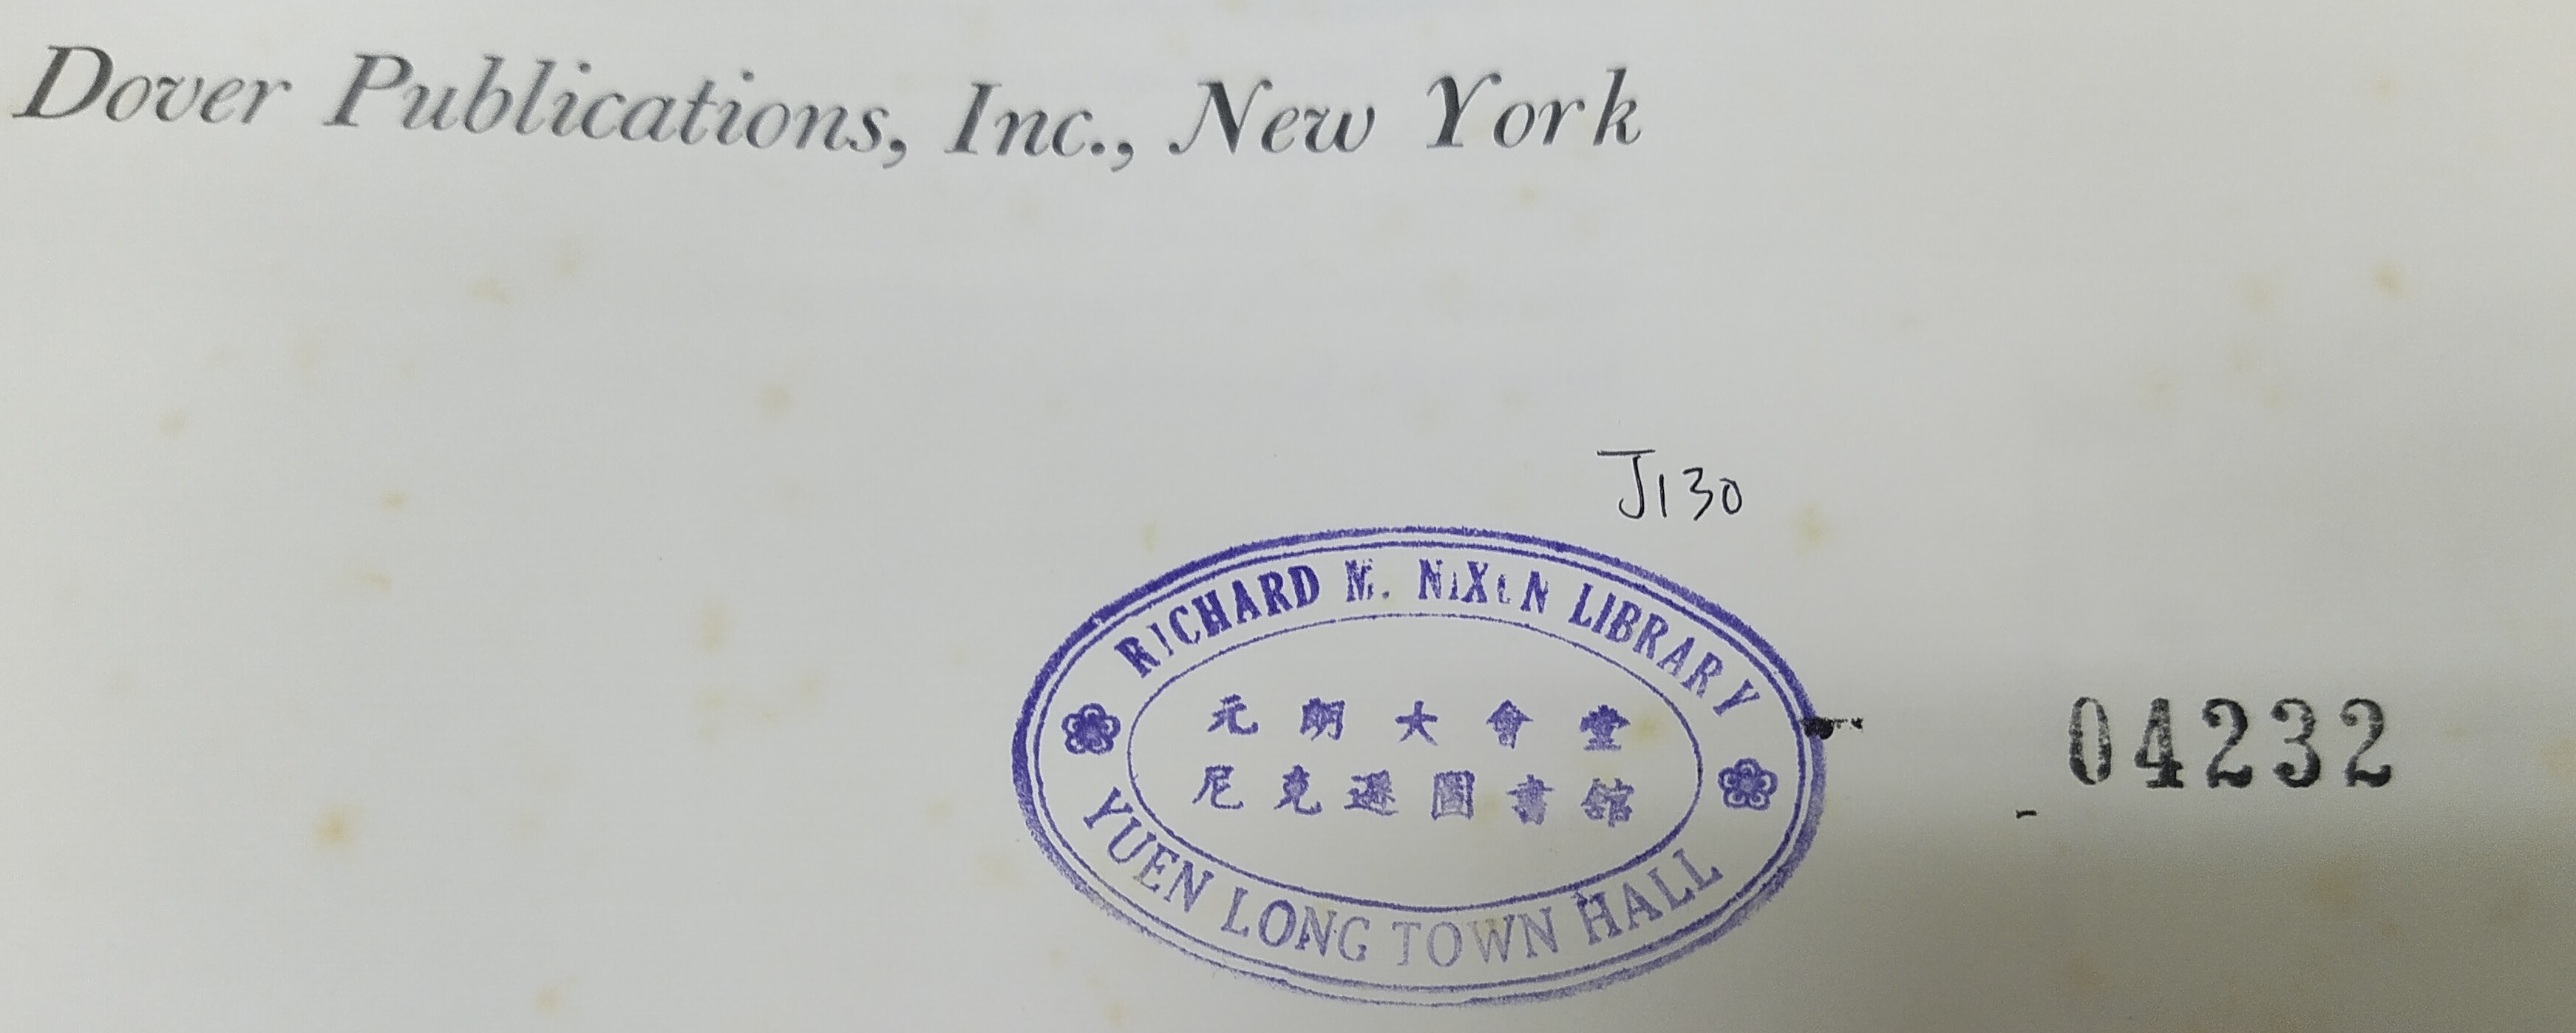 Dover Publications, Inc., New York
J130
RICHARD M. NIXON LIBRARY
元朗大會堂
尼克遜圖書館
YUEN LONG TOWN HALL
04232